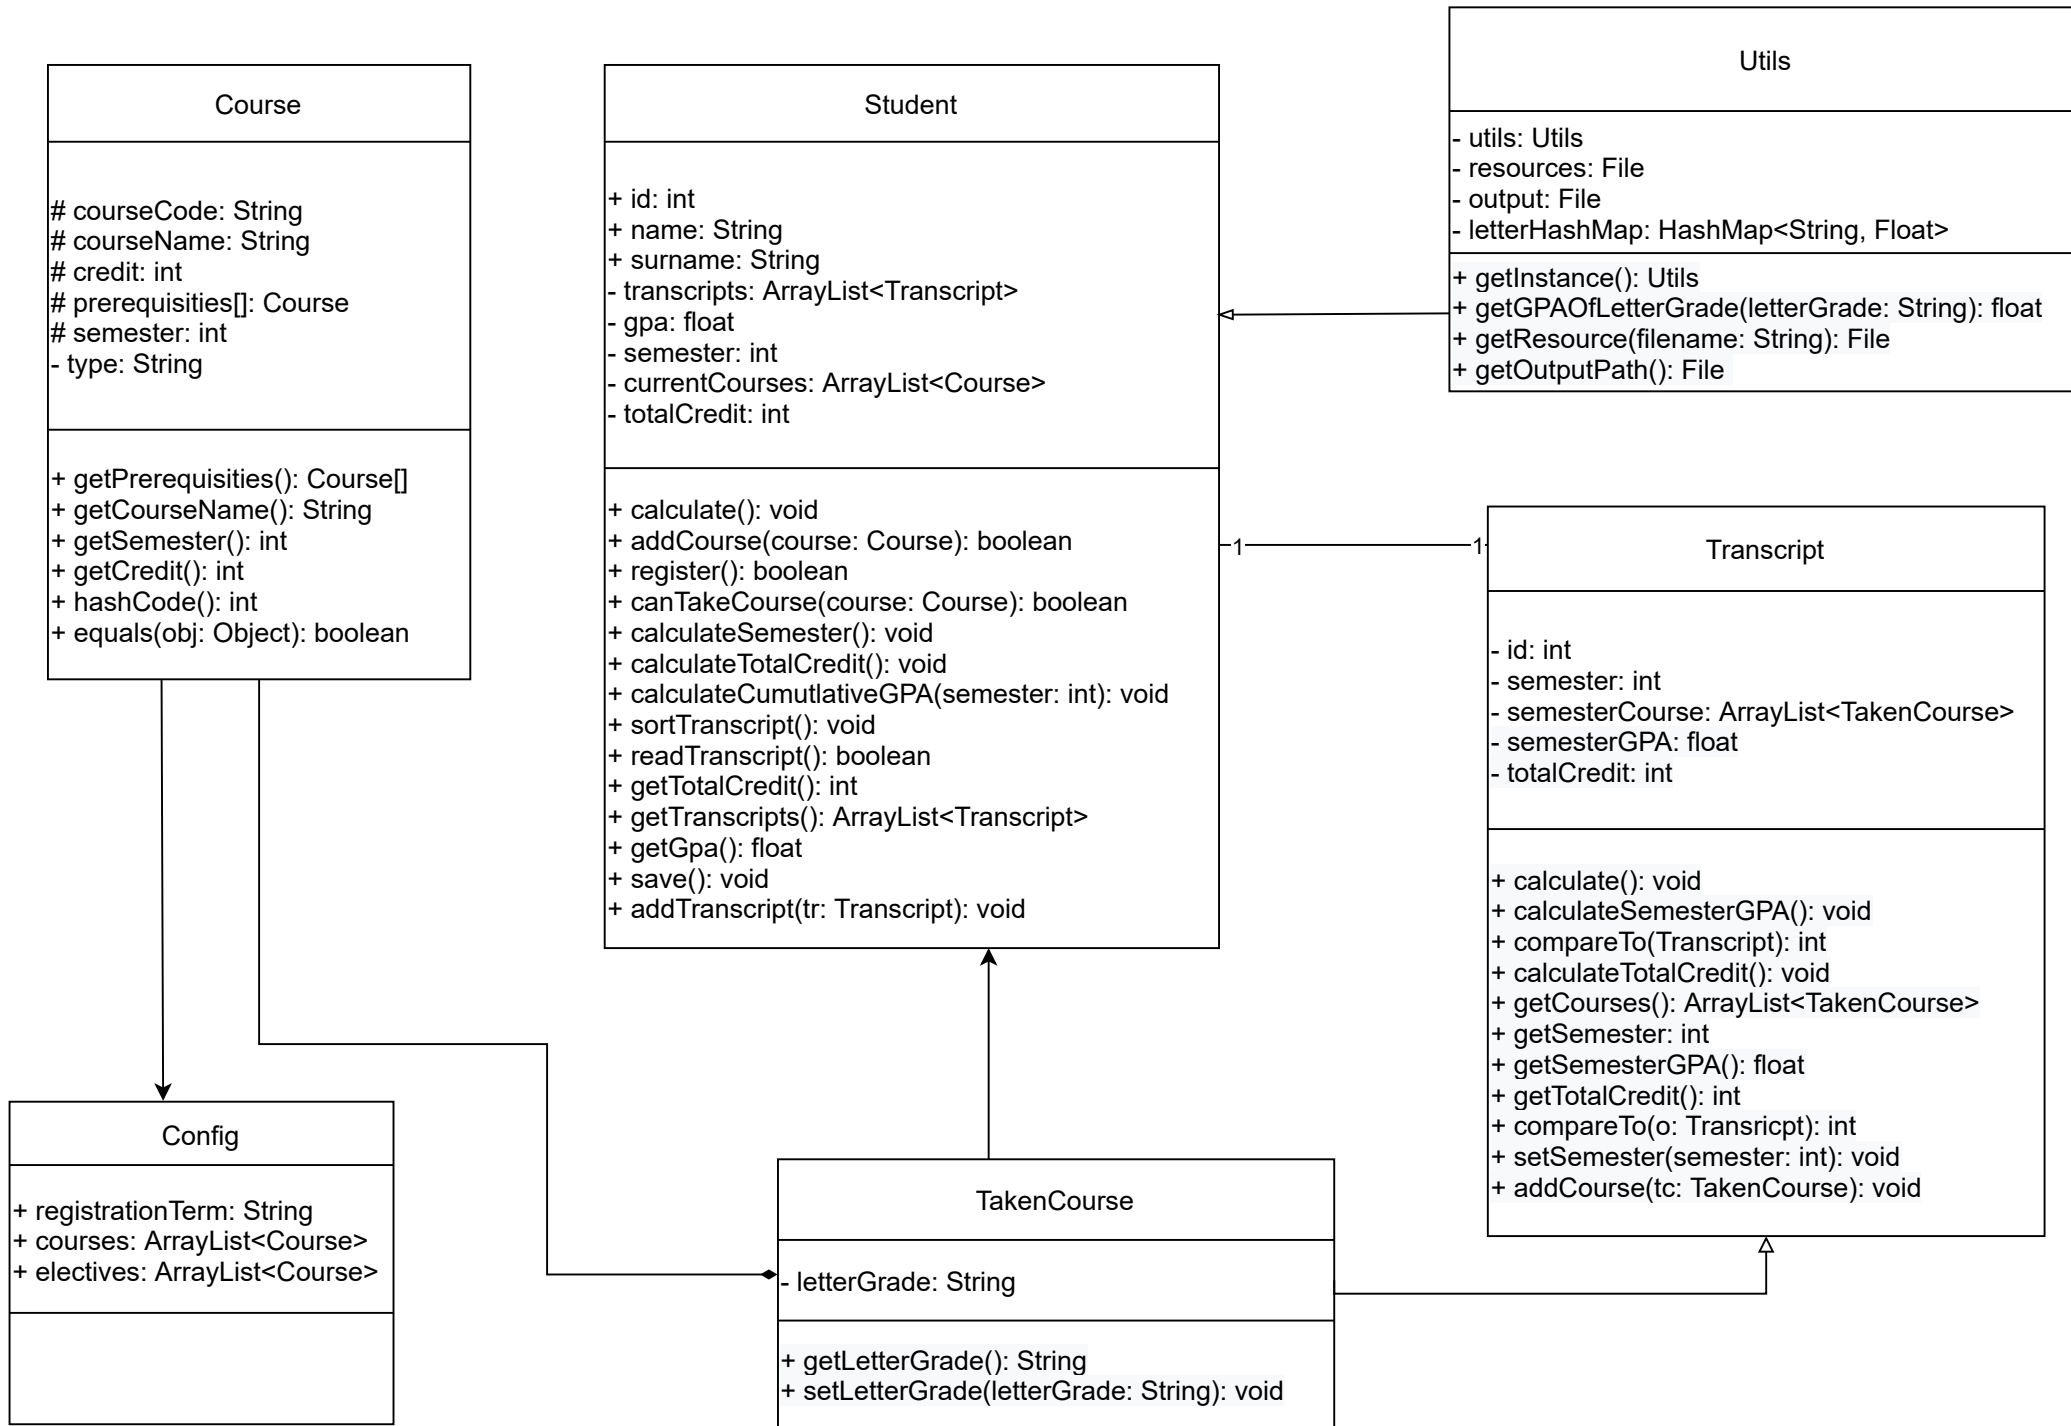 Course
# courseCode: String
# courseName: String
# credit: int
# prerequisities[]: Course
# semester: int
- type: String
+ getPrerequisities(): Course[]
+ getCourseName(): String
+ getSemester(): int
+ getCredit(): int
+ hashCode(): int
+ equals(obj: Object): boolean
Student
+ id: int
+ name: String
+ surname: String
- transcripts: ArrayList<Transcript>
- gpa: float
- semester: int
- currentCourses: ArrayList<Course>
- totalCredit: int
+ calculate(): void
+ addCourse(course: Course): boolean
+ register(): boolean
+ canTakeCourse(course: Course): boolean
+ calculateSemester(): void
+ calculateTotalCredit(): void
+ calculateCumutlativeGPA(semester: int): void
+ sortTranscript(): void
+ readTranscript(): boolean
+ getTotalCredit(): int
+ getTranscripts(): ArrayList<Transcript>
+ getGpa(): float
+ save(): void
+ addTranscript(tr: Transcript): void
Utils
- utils: Utils
- resources: File
- output: File
- letterHashMap: HashMap<String, Float>
+ getInstance(): Utils
+ getGPAOfLetterGrade(letterGrade: String): float
+ getResource(filename: String): File
+ getOutputPath(): File
1
1
Transcript
- id: int
- semester: int
- semesterCourse: ArrayList<TakenCourse>
- semesterGPA: float
- totalCredit: int
+ calculate(): void
+ calculateSemesterGPA(): void
+ compareTo(Transcript): int
+ calculateTotalCredit(): void
+ getCourses(): ArrayList<TakenCourse>
+ getSemester: int
+ getSemesterGPA(): float
+ getTotalCredit(): int
+ compareTo(o: Transricpt): int
+ setSemester(semester: int): void
+ addCourse(tc: TakenCourse): void
Config
+ registrationTerm: String
+ courses: ArrayList<Course>
+ electives: ArrayList<Course>
TakenCourse
- letterGrade: String
+ getLetterGrade(): String
+ setLetterGrade(letterGrade: String): void